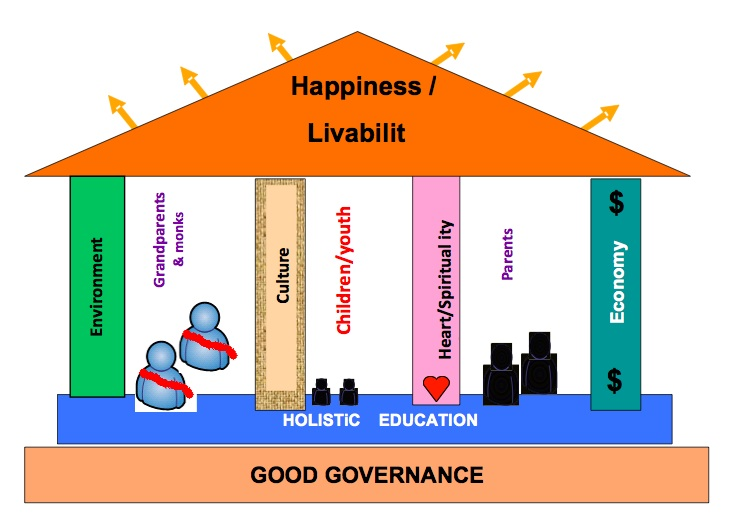 Happiness /
Livabilit
Environment
Grandparents
& monks
Culture
Children/youth
Heart/Spiritual ity
Parents
$
Economy
$
HOLISTiC EDUCATION
GOOD GOVERNANCE